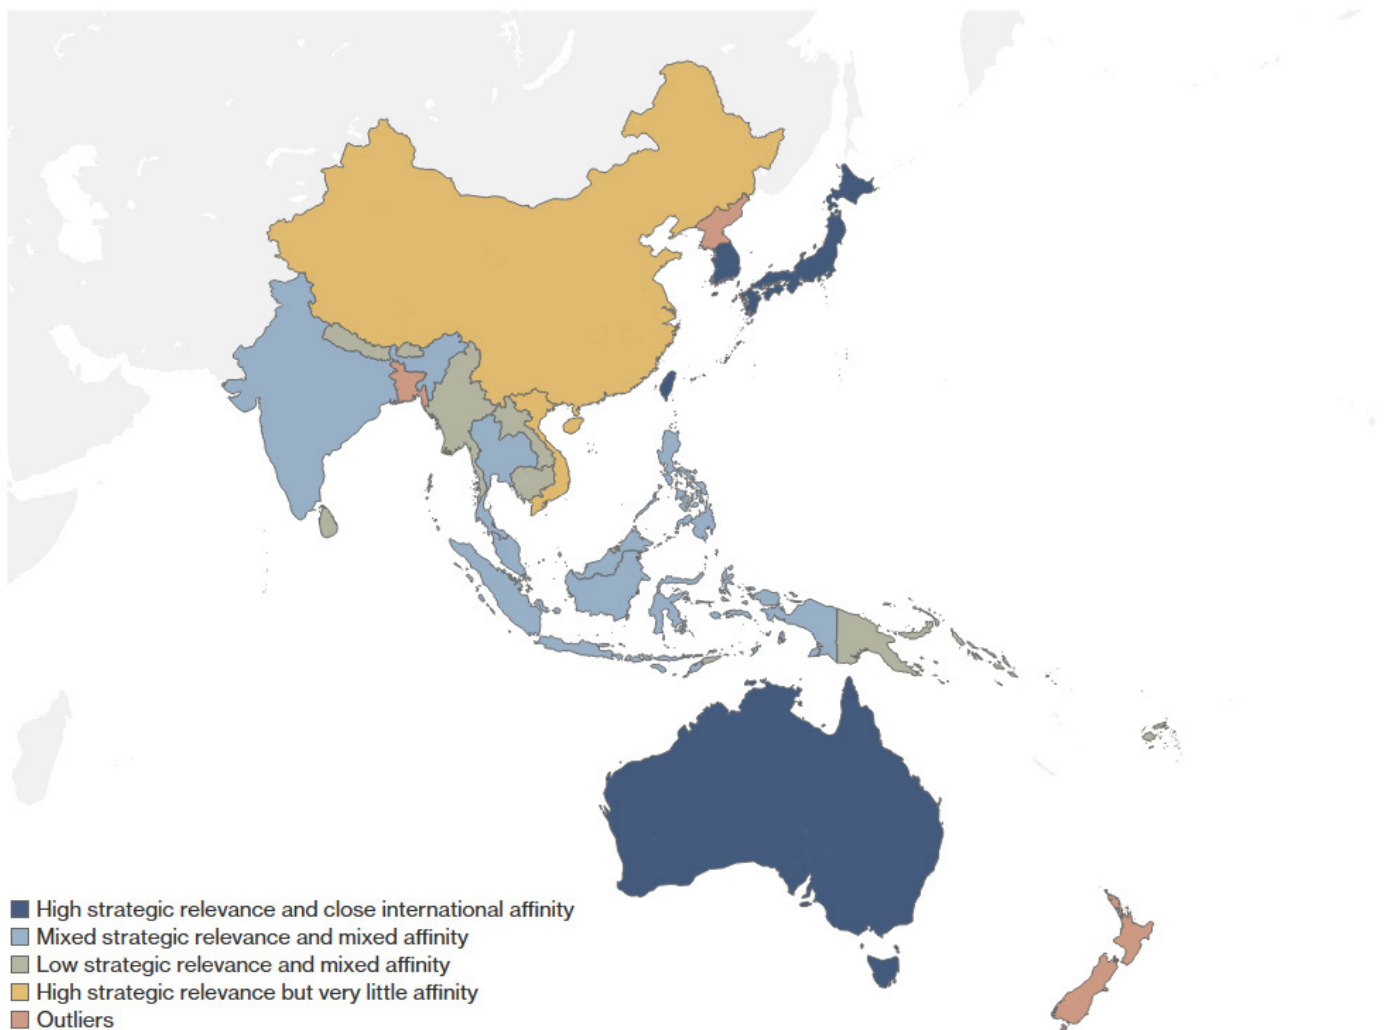 High strategic relevance and close international affinity
Mixed strategic relevance and mixed affinity
Low strategic relevance and mixed affinity
High strategic relevance but very little affinity
Outliers